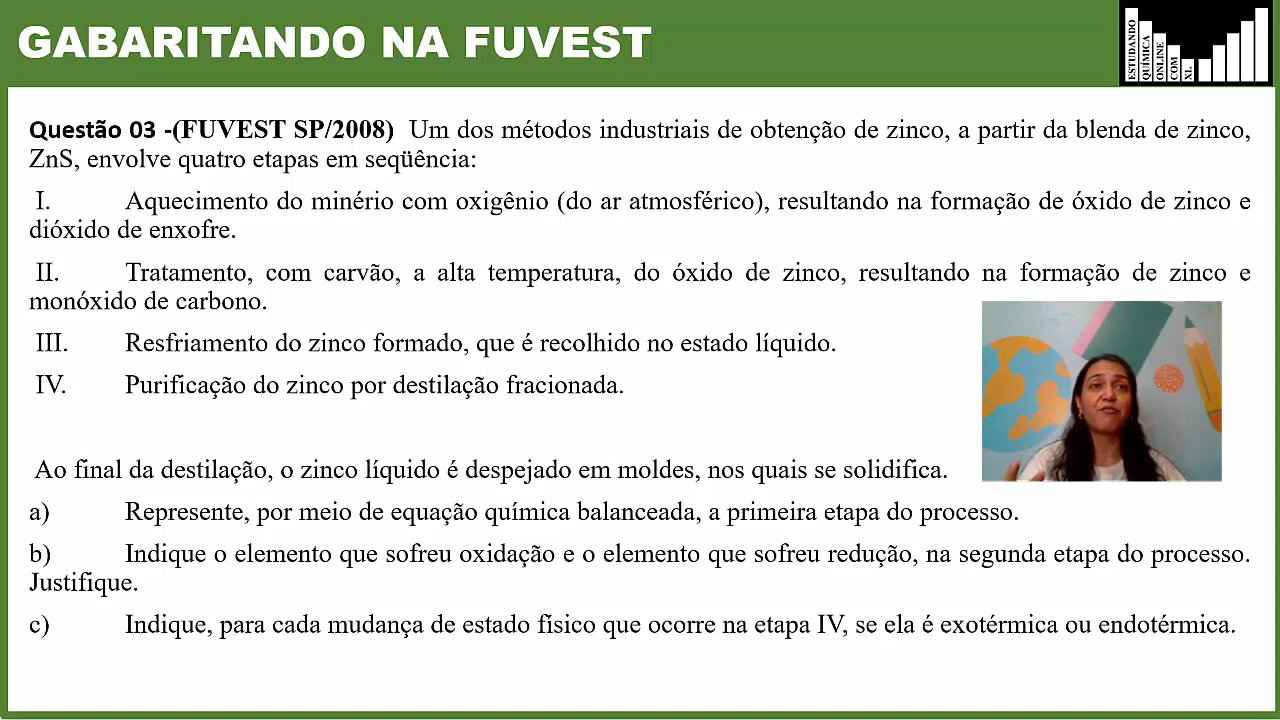 GABARITANDO NA FUVEST
ESTUDANDO
QUÍMICA
ONLINE
COM
XL
Questão 03 -(FUVEST SP/2008) Um dos métodos industriais de obtenção de zinco, a partir da blenda de zinco,
ZnS, envolve quatro etapas em seqüência:
I. Aquecimento do minério com oxigênio (do ar atmosférico), resultando na formação de óxido de zinco e
dióxido de enxofre.
II. Tratamento, com carvão, a alta temperatura, do óxido de zinco, resultando na formação de zinco e
monóxido de carbono.
III. Resfriamento do zinco formado, que é recolhido no estado líquido.
IV. Purificação do zinco por destilação fracionada.
Ao final da destilação, o zinco líquido é despejado em moldes, nos quais se solidifica.
a) Represente, por meio de equação química balanceada, a primeira etapa do processo.
b) Indique o elemento que sofreu oxidação e o elemento que sofreu redução, na segunda etapa do processo.
Justifique.
c) Indique, para cada mudança de estado físico que ocorre na etapa IV, se ela é exotérmica ou endotérmica.